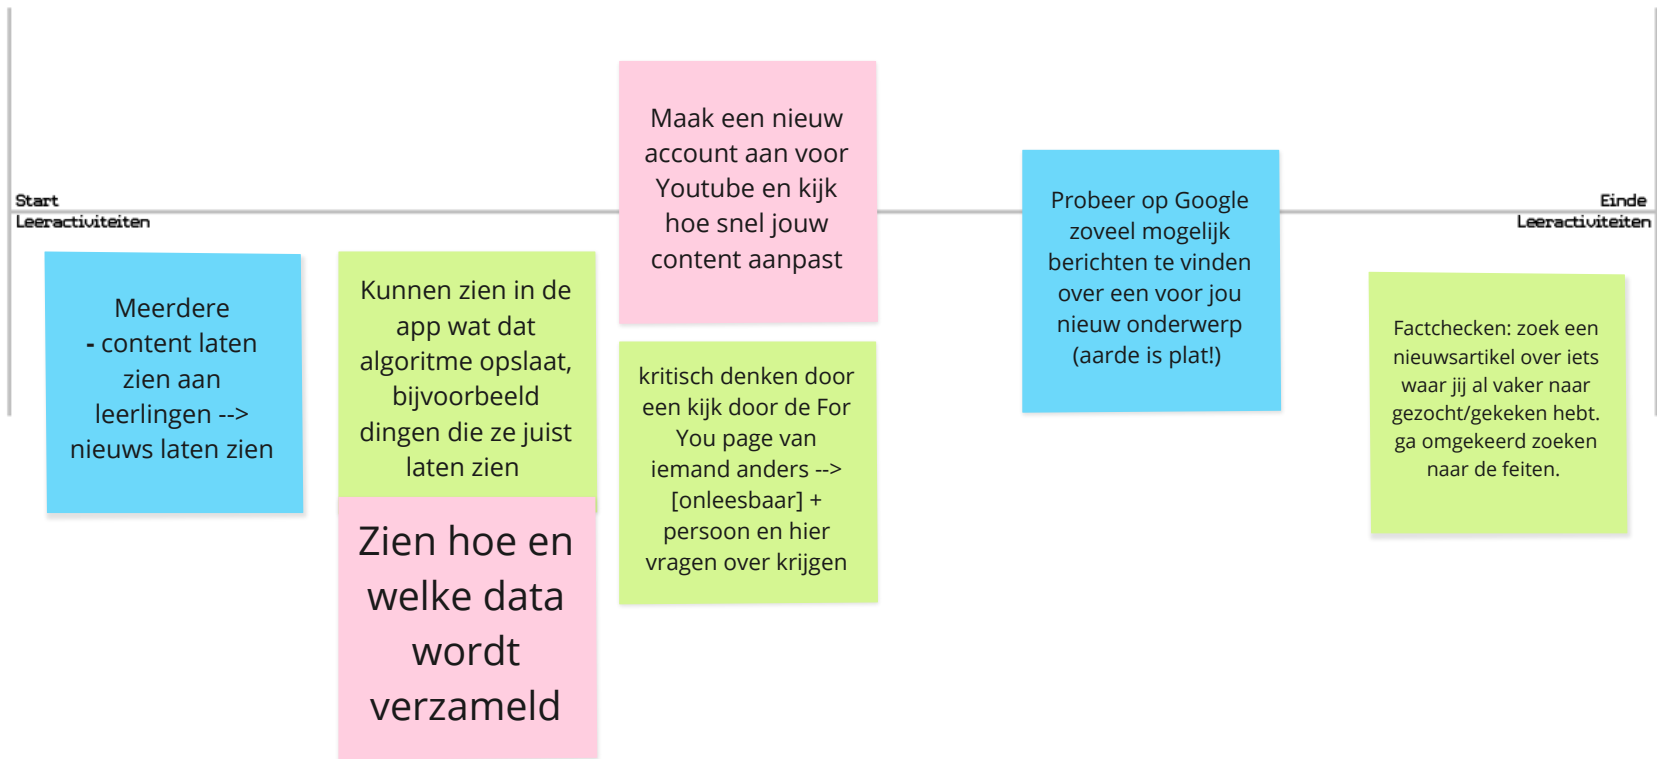 Start
Leeractiviteiten
Einde
Leeractiviteiten
Meerdere
- content laten
zien aan
leerlingen -->
nieuws laten zien
Kunnen zien in de
app wat dat
algoritme opslaat,
bijvoorbeeld
dingen die ze juist
laten zien
Zien hoe en
welke data
wordt
verzameld
Maak een nieuw
account aan voor
Youtube en kijk
hoe snel jouw
content aanpast
kritisch denken door
een kijk door de For
You page van
iemand anders -->
[onleesbaar] +
persoon en hier
vragen over krijgen
Probeer op Google
zoveel mogelijk
berichten te vinden
over een voor jou
nieuw onderwerp
(aarde is plat!)
Factchecken: zoek een
nieuwsartikel over iets
waar jij al vaker naar
gezocht/gekeken hebt.
ga omgekeerd zoeken
naar de feiten.